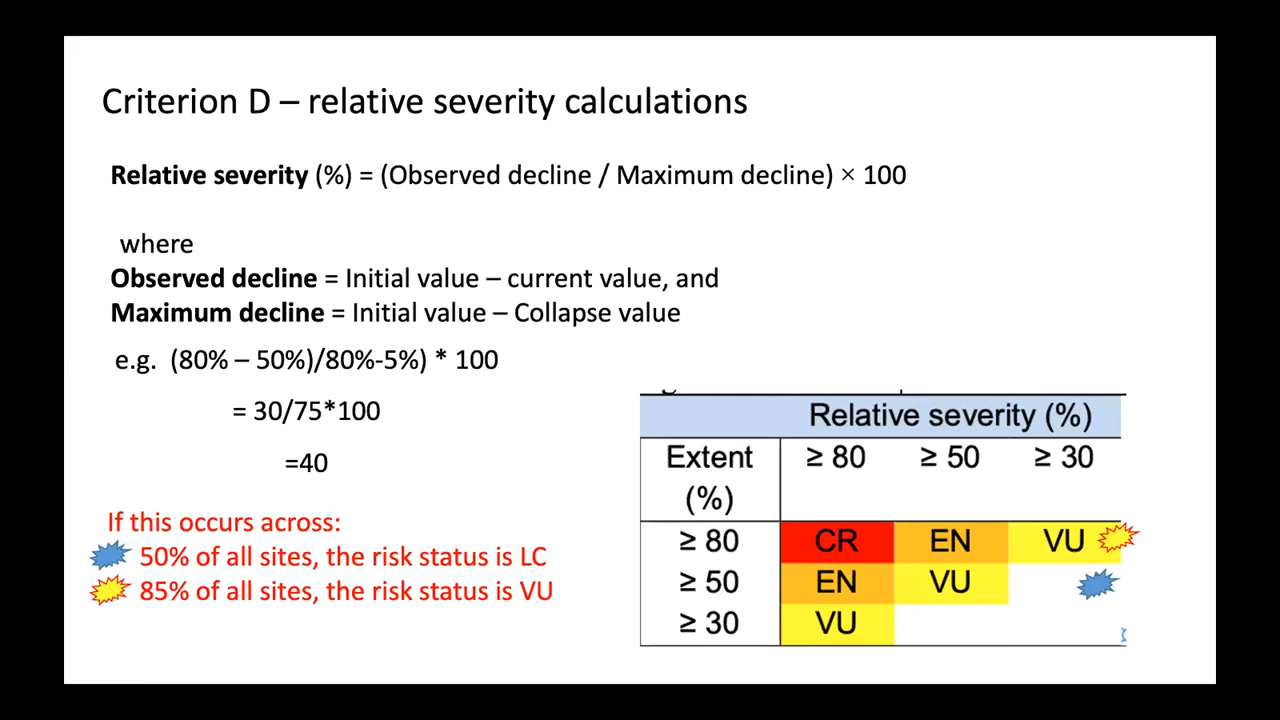 Criterion D – relative severity calculations
Relative severity (%) = (Observed decline / Maximum decline) × 100
where
Observed decline = Initial value – current value, and
Maximum decline = Initial value – Collapse value
e.g. (80% – 50%)/80%-5%) * 100
= 30/75*100
=40
If this occurs across:
50% of all sites, the risk status is LC
85% of all sites, the risk status is VU
Relative severity (%)
Extent (%) ≥ 80 ≥ 50 ≥ 30
≥ 80 CR EN VU
≥ 50 EN VU
≥ 30 VU